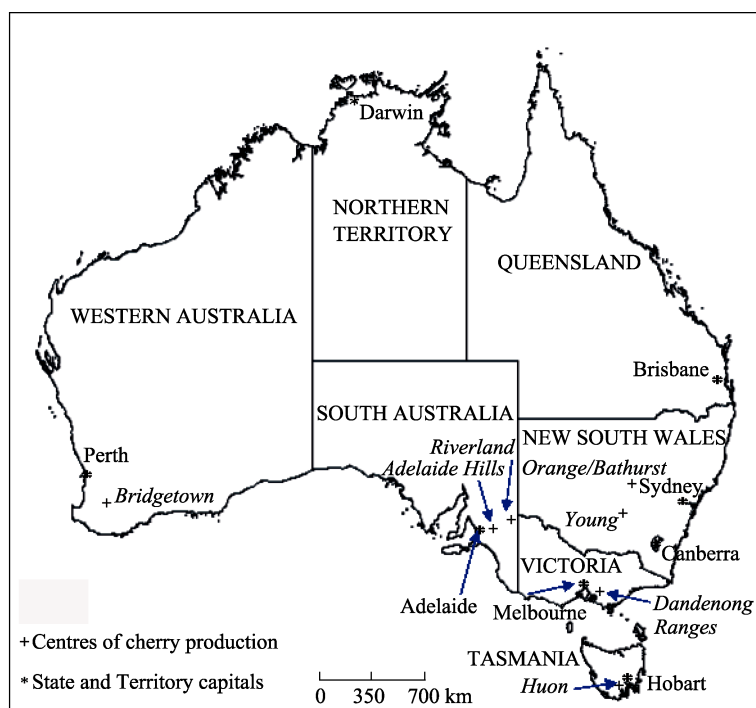 Darwin
NORTHERN
TERRITORY
QUEENSLAND
WESTERN AUSTRALIA
Brisbane
SOUTH AUSTRALIA
NEW SOUTH WALES
Riverland
Adelaide Hills
Orange/Bathurst
Perth
Bridgetown
Sydney
Young
Canberra
VICTORIA
Adelaide
Melbourne
Dandenong
Ranges
+Centres of cherry production
*State and Territory capitals
0 350 700 km
TASMANIA
Huon
Hobart